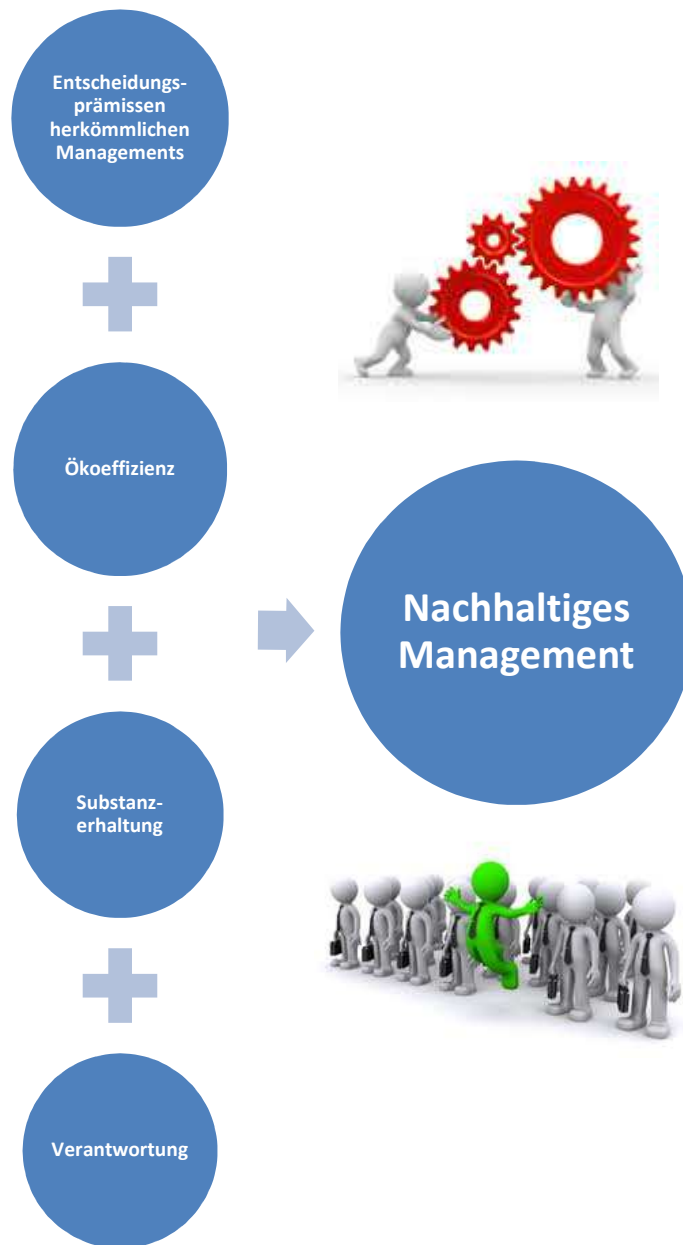 Entscheidungs-
prämissen
herkömmlichen
Managements
Ökoeffizienz
Nachhaltiges
Management
Substanz-
erhaltung
Verantwortung